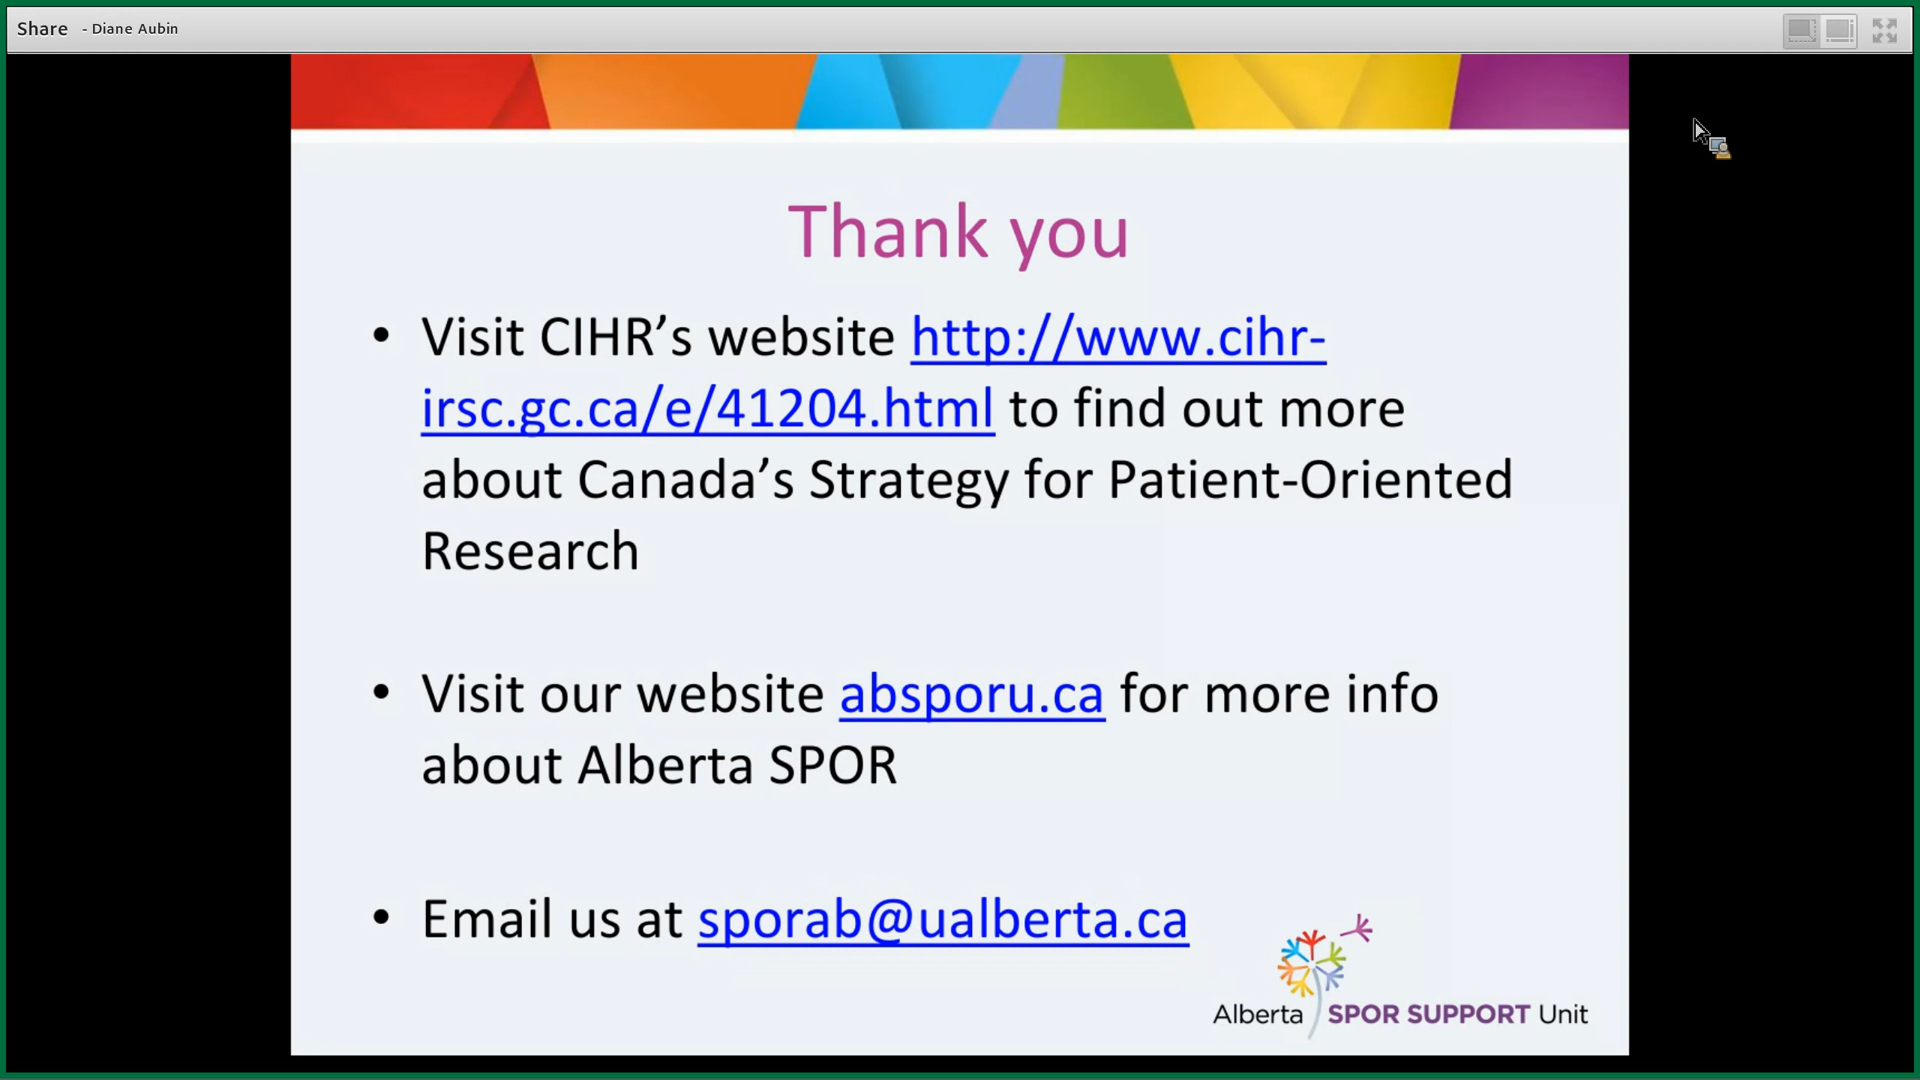 Share - Diane Aubin
Thank you
• Visit CIHR’s website http://www.cihr-
irsc.gc.ca/e/41204.html to find out more
about Canada’s Strategy for Patient-Oriented
Research
• Visit our website absporu.ca for more info
about Alberta SPOR
• Email us at sporab@ualberta.ca
Alberta SPOR SUPPORT Unit